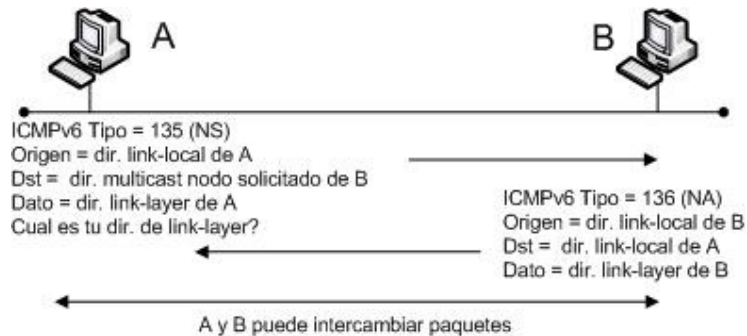 A
B
ICMPv6 Tipo = 135 (NS)
Origen = dir. link-local de A
Dst = dir. multicast nodo solicitado de B
Dato = dir. link-layer de A
Cual es tu dir. de link-layer?
ICMPv6 Tipo = 136 (NA)
Origen = dir. link-local de B
Dst = dir. link-local de A
Dato = dir. link-layer de B
A y B puede intercambiar paquetes